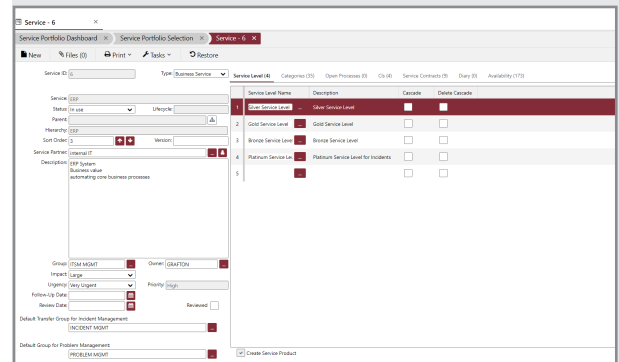 Service - 6 ×
Service Portfolio Dashboard × Service Portfolio Selection × Service - 6 ×
New Files (0) Print Tasks Restore
Service ID: 6 Type: Business Service
Service: ERP
Status: In use Lifecycle:
Parent:
Hierarchy: ERP
Sort Order: 3 Version:
Service Partner: Internal IT
Description: ERP System
Business value
automating core business processes
Group: ITSM MGMT Owner: GRAFTON
Impact: Large
Urgency: Very Urgent Priority: High
Follow-Up Date:
Review Date: Reviewed:
Default Transfer Group for Incident Management:
INCIDENT MGMT
Default Group for Problem Management:
PROBLEM MGMT
Service Level (4) Categories (35) Open Processes (0) CIs (4) Service Contracts (9) Diary (0) Availability (173)
Service Level Name Description Cascade Delete Cascade
1 Silver Service Level ... Silver Service Level
2 Gold Service Level ... Gold Service Level
3 Bronze Service Level ... Bronze Service Level
4 Platinum Service Le ... Platinum Service Level for Incidents
5 ...
Create Service Product